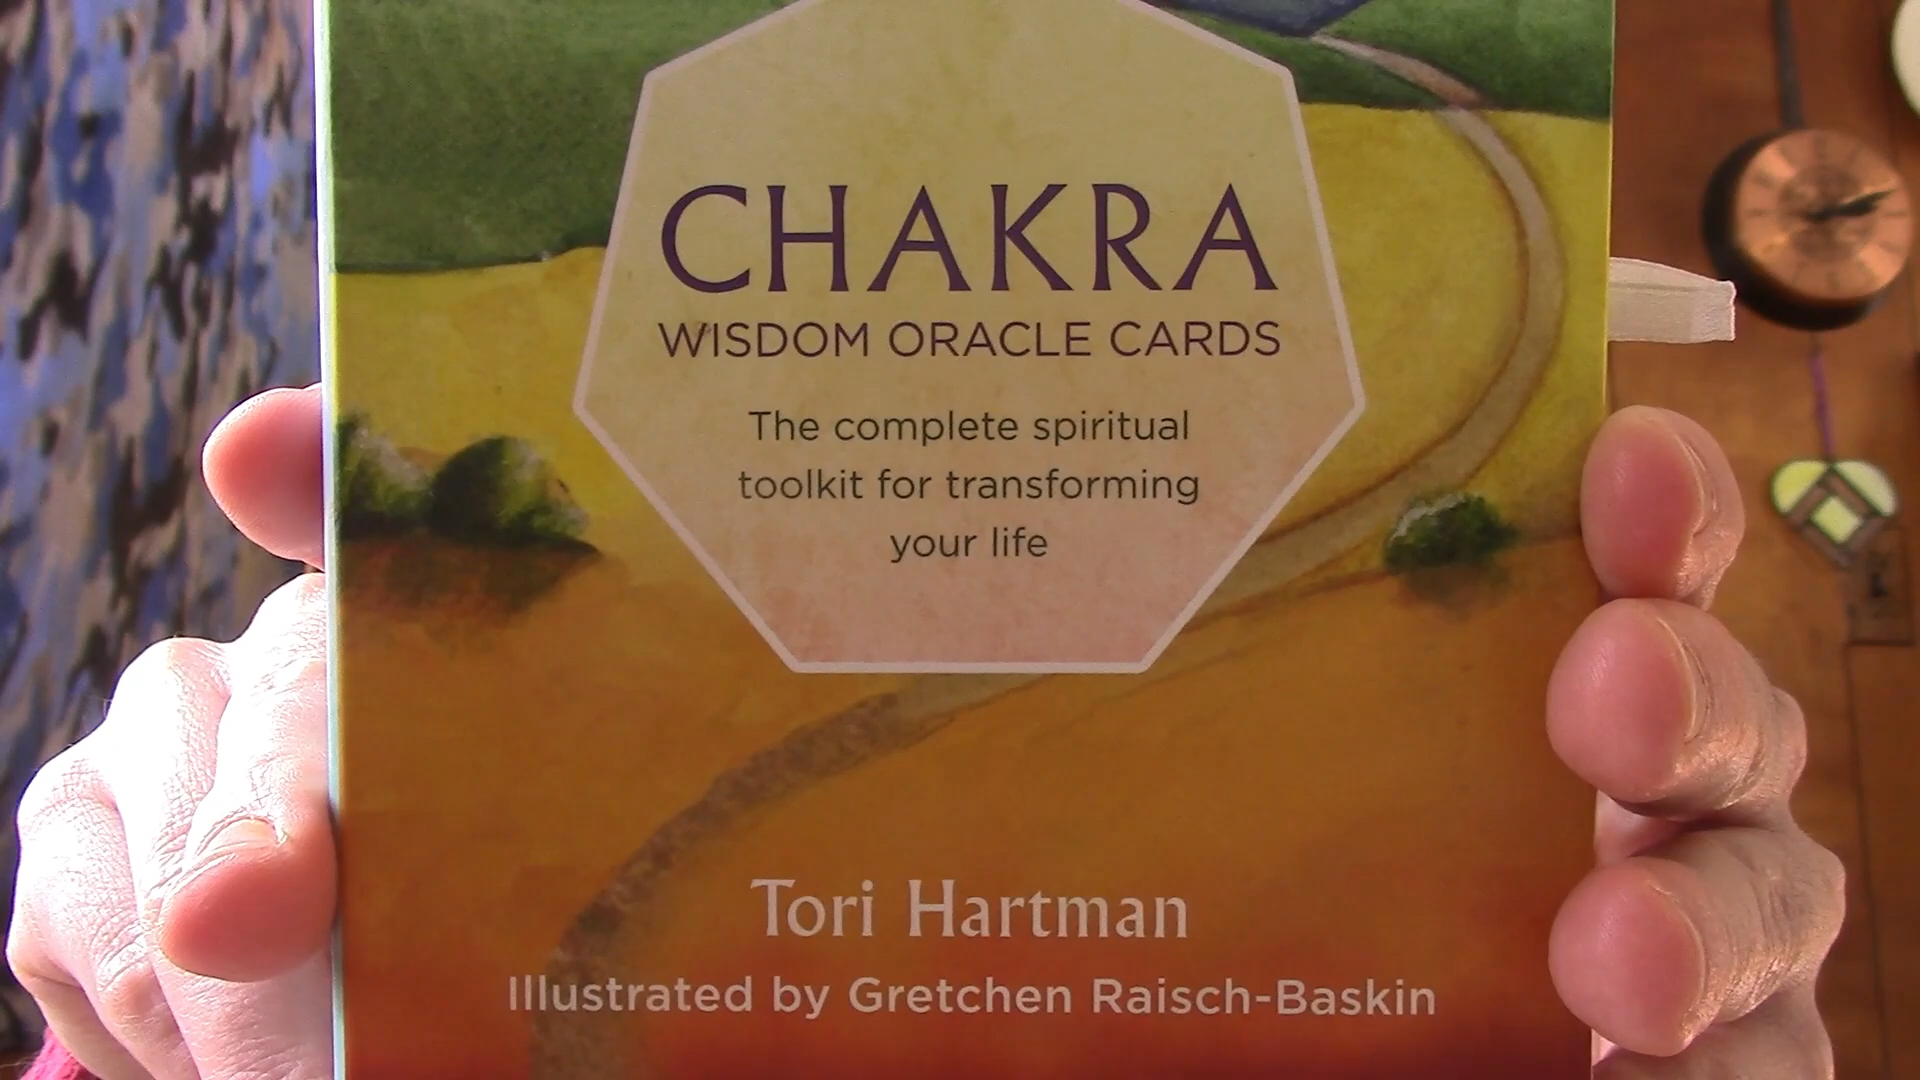 CHAKRA
WISDOM ORACLE CARDS
The complete spiritual
toolkit for transforming
your life
Tori Hartman
Illustrated by Gretchen Raisch-Baskin